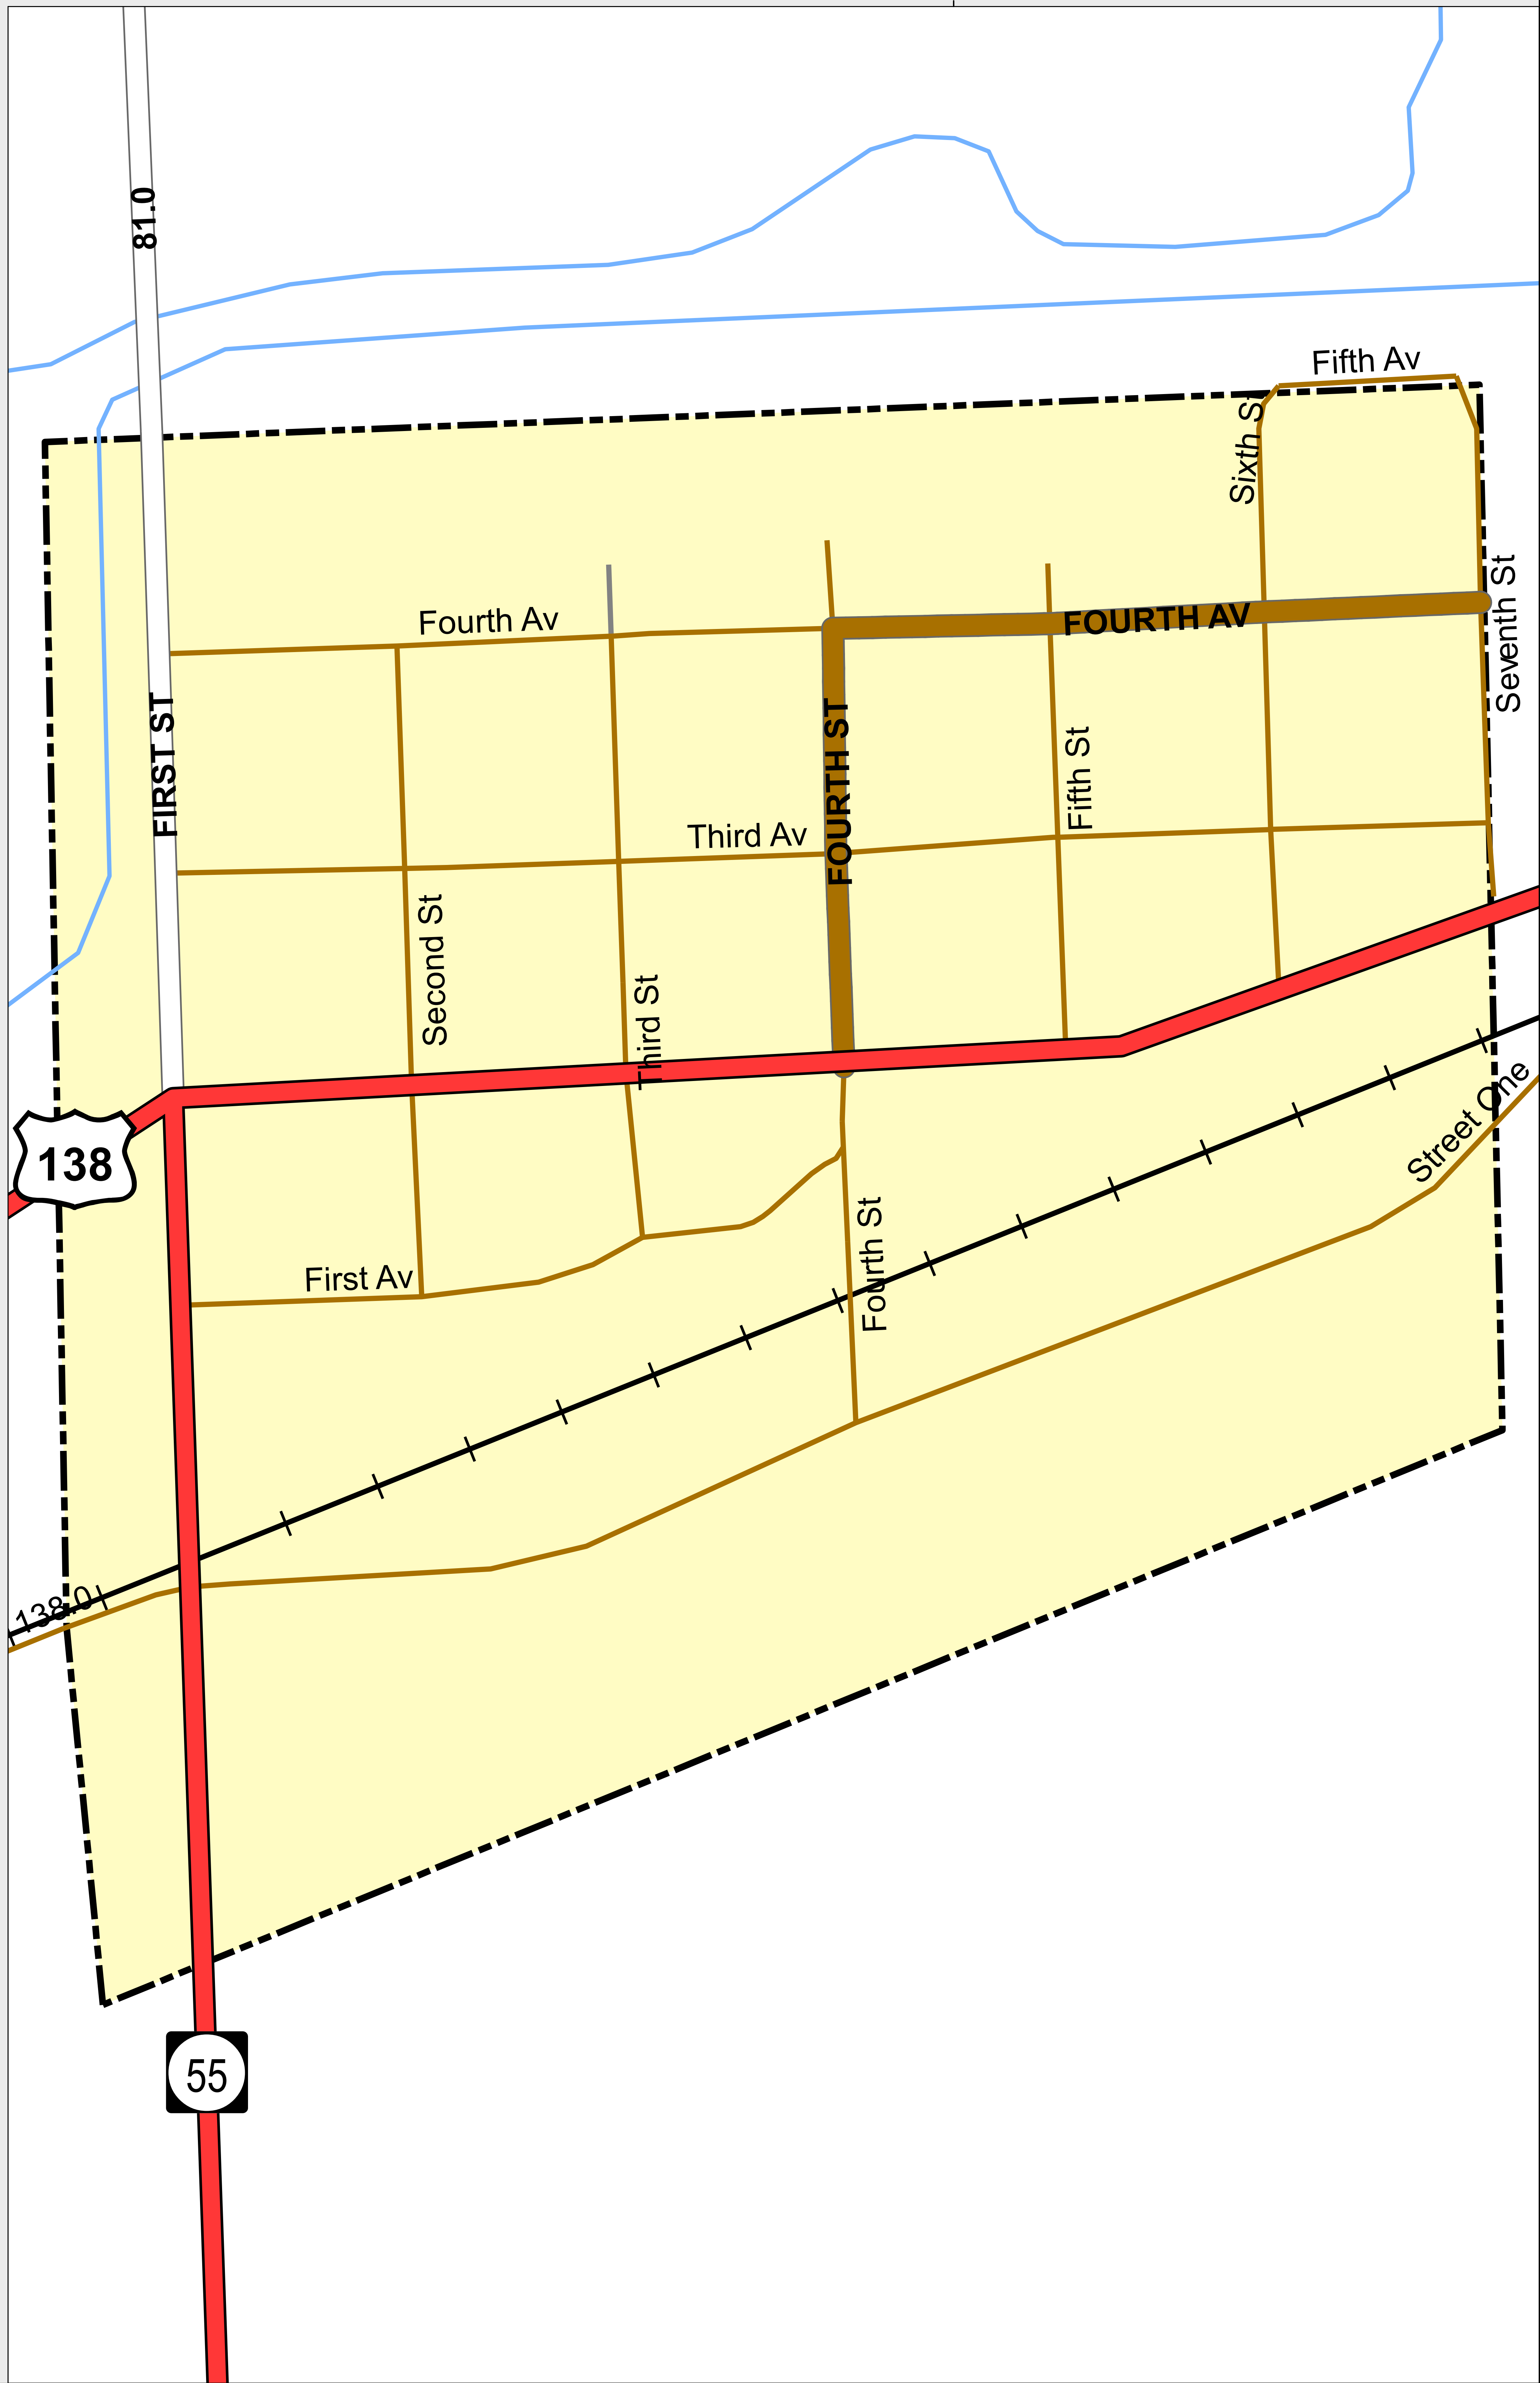 81.0
Fifth Av
Sixth St
Fourth Av
FOURTH AV
Seventh St
FIRST ST
FOURTH ST
Fifth St
Third Av
Second St
Third St
138
Street One
First Av
Fourth St
138.0
55